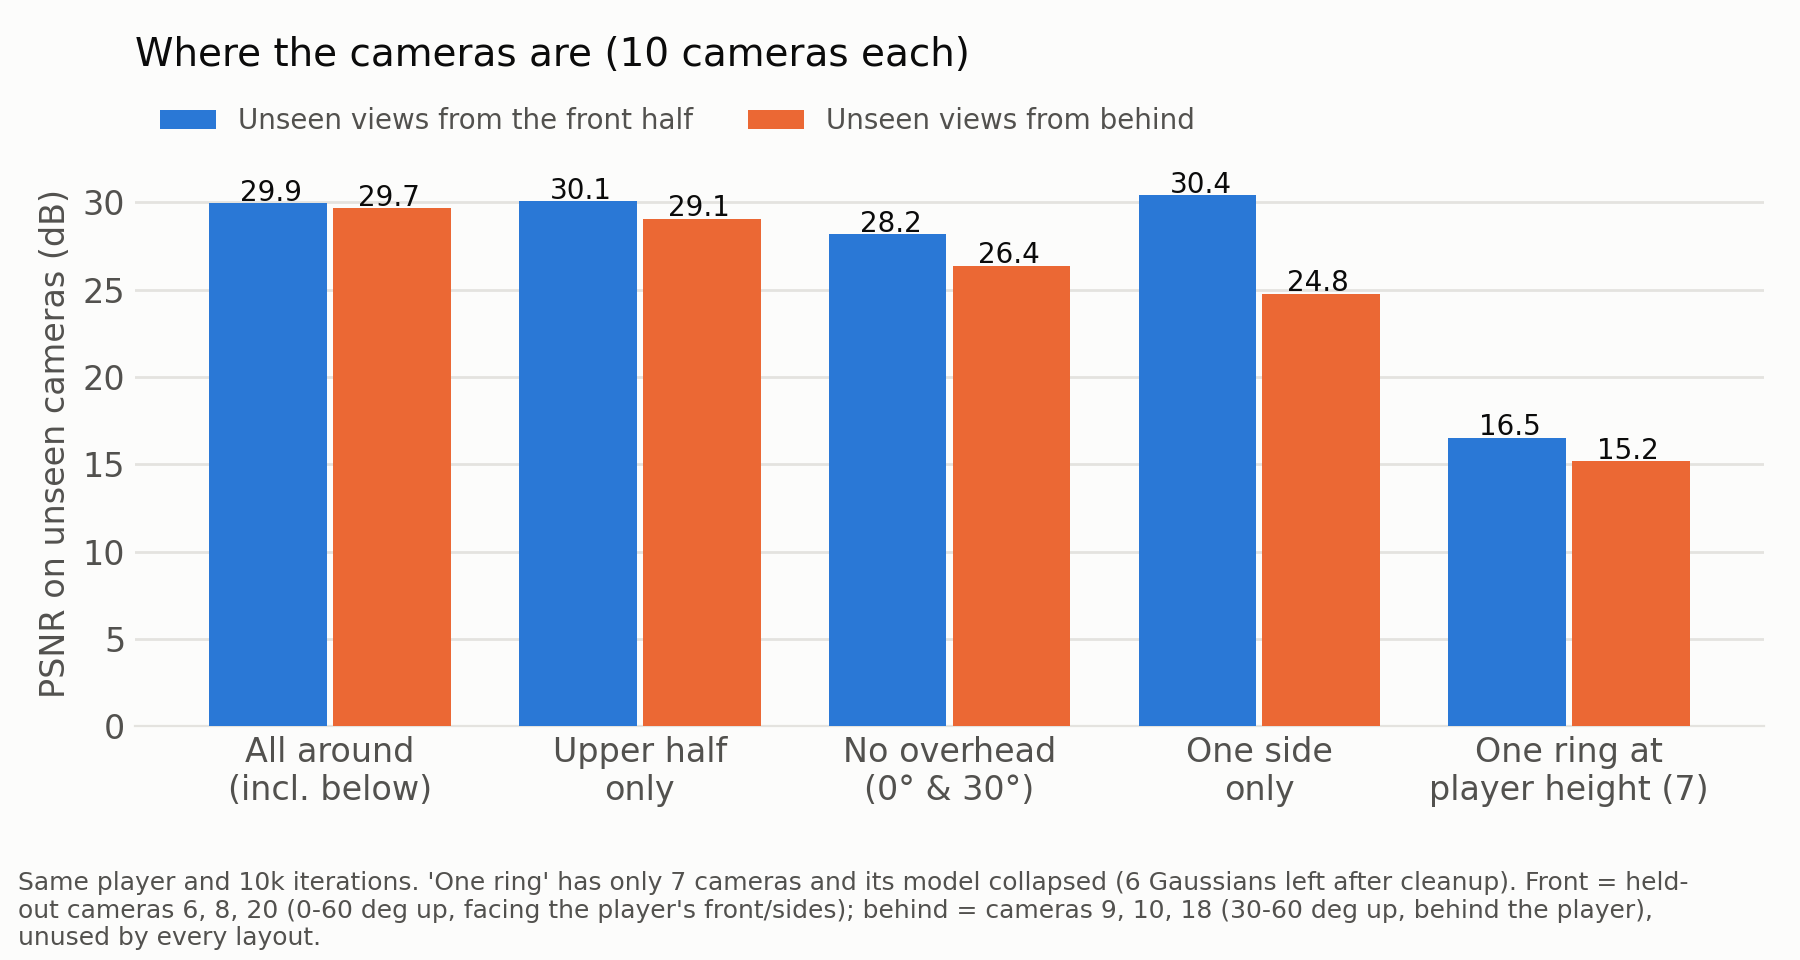 Where the cameras are (10 cameras each)
Unseen views from the front half
Unseen views from behind
PSNR on unseen cameras (dB)
30
25
20
15
10
5
0
29.9
29.7
30.1
29.1
28.2
26.4
30.4
24.8
16.5
15.2
All around
(incl. below)
Upper half
only
No overhead
(0° & 30°)
One side
only
One ring at
player height (7)
Same player and 10k iterations. 'One ring' has only 7 cameras and its model collapsed (6 Gaussians left after cleanup). Front = held-
out cameras 6, 8, 20 (0-60 deg up, facing the player's front/sides); behind = cameras 9, 10, 18 (30-60 deg up, behind the player),
unused by every layout.